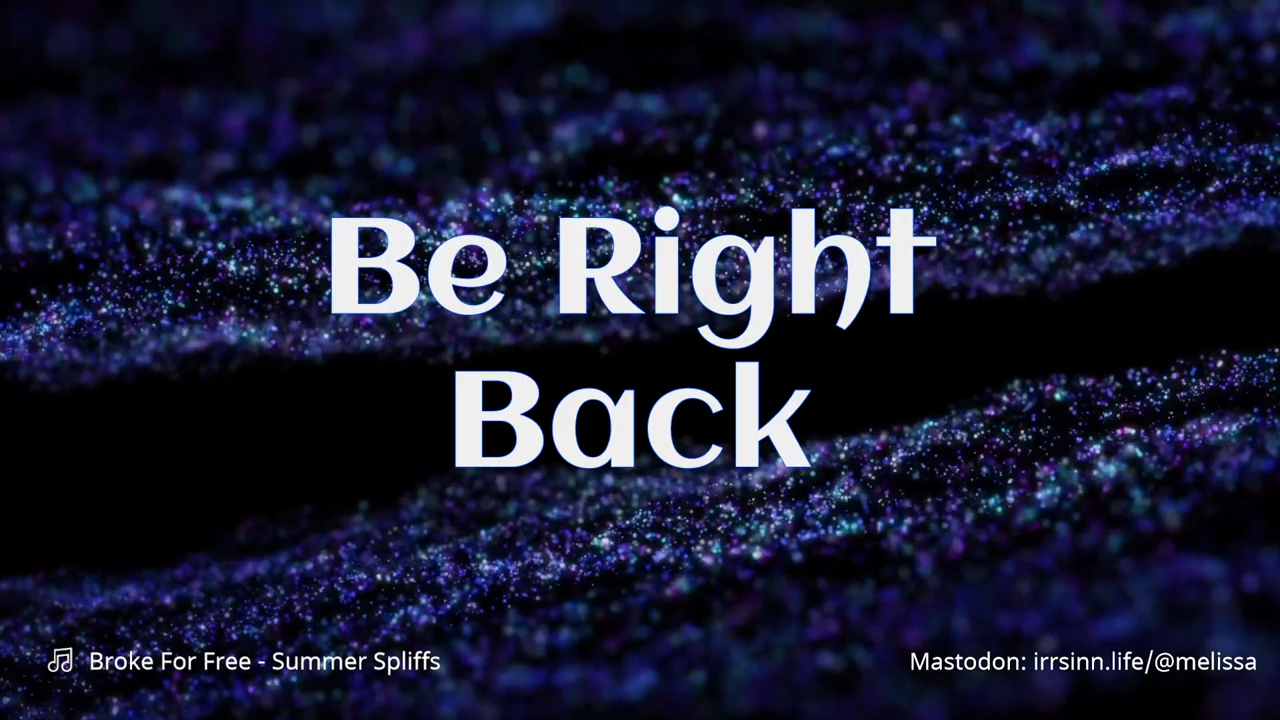 Be Right
Back
Broke For Free - Summer Spliffs
Mastodon: irrsinn.life/@melissa